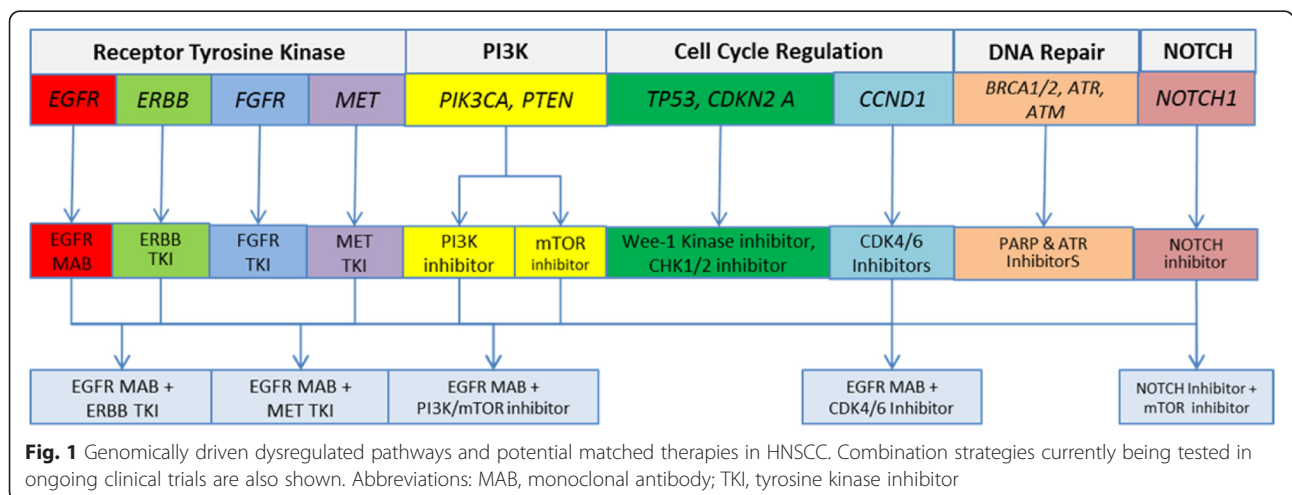 Receptor Tyrosine Kinase PI3K Cell Cycle Regulation DNA Repair NOTCH
EGFR ERBB FGFR MET PIK3CA, PTEN TP53, CDKN2 A CCND1 BRCA1/2, ATR, NOTCH1
ATM
EGFR ERBB FGFR MET PI3K mTOR Wee-1 Kinase inhibitor, CDK4/6 PARP & ATR NOTCH
MAB TKI TKI TKI inhibitor inhibitor CHK1/2 inhibitor Inhibitors InhibitorS inhibitor
EGFR MAB + EGFR MAB + EGFR MAB + EGFR MAB + NOTCH Inhibitor +
ERBB TKI MET TKI PI3K/mTOR inhibitor CDK4/6 Inhibitor mTOR inhibitor
Fig. 1 Genomically driven dysregulated pathways and potential matched therapies in HNSCC. Combination strategies currently being tested in
ongoing clinical trials are also shown. Abbreviations: MAB, monoclonal antibody; TKI, tyrosine kinase inhibitor